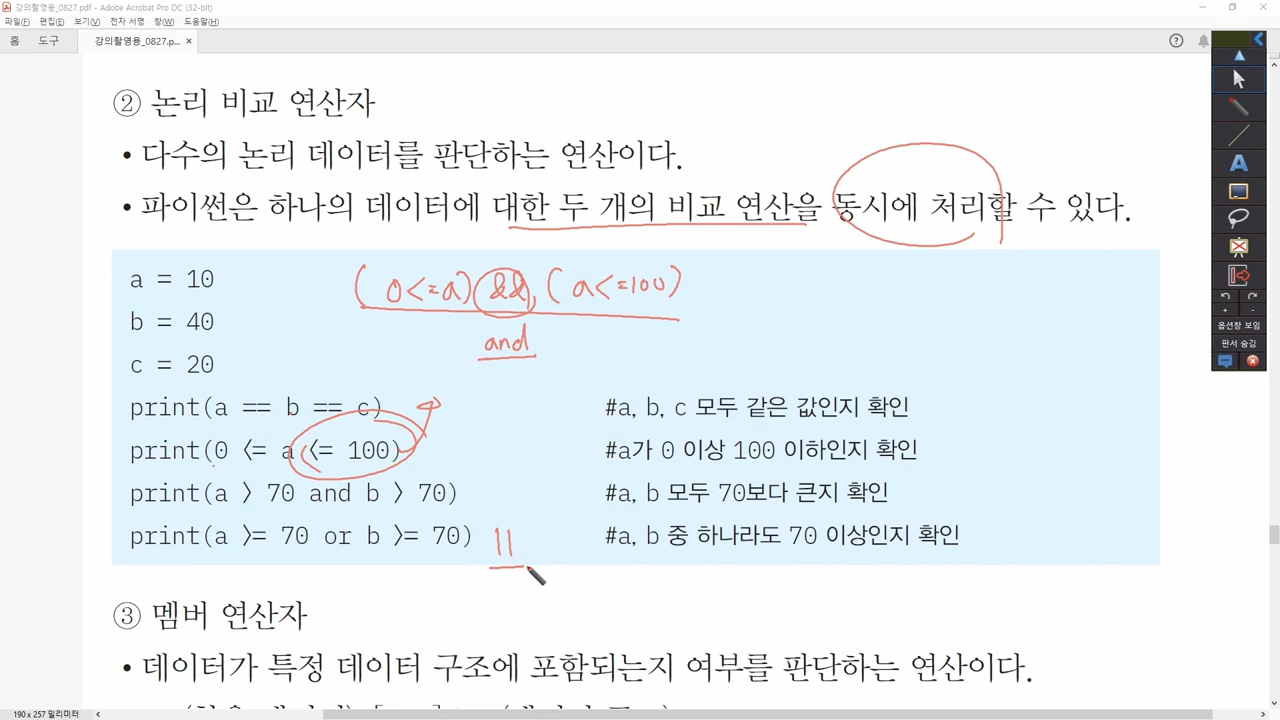 강의촬영용_0827.pdf - Adobe Acrobat Pro DC (32-bit)
파일(F) 편집(E) 보기(V) 전자 서명 창(W) 도움말(H)
홈 도구 강의촬영용_0827.p... ×
② 논리 비교 연산자
• 다수의 논리 데이터를 판단하는 연산이다.
• 파이썬은 하나의 데이터에 대한 두 개의 비교 연산을 동시에 처리할 수 있다.
a = 10
(0<=a) && (a<=100)
b = 40
and
c = 20
print(a == b == c) #a, b, c 모두 같은 값인지 확인
print(0 <= a <= 100) #a가 0 이상 100 이하인지 확인
print(a > 70 and b > 70) #a, b 모두 70보다 큰지 확인
print(a >= 70 or b >= 70) || #a, b 중 하나라도 70 이상인지 확인
③ 멤버 연산자
• 데이터가 특정 데이터 구조에 포함되는지 여부를 판단하는 연산이다.
옵션창 보임
판서 숨김
190 x 257 밀리미터